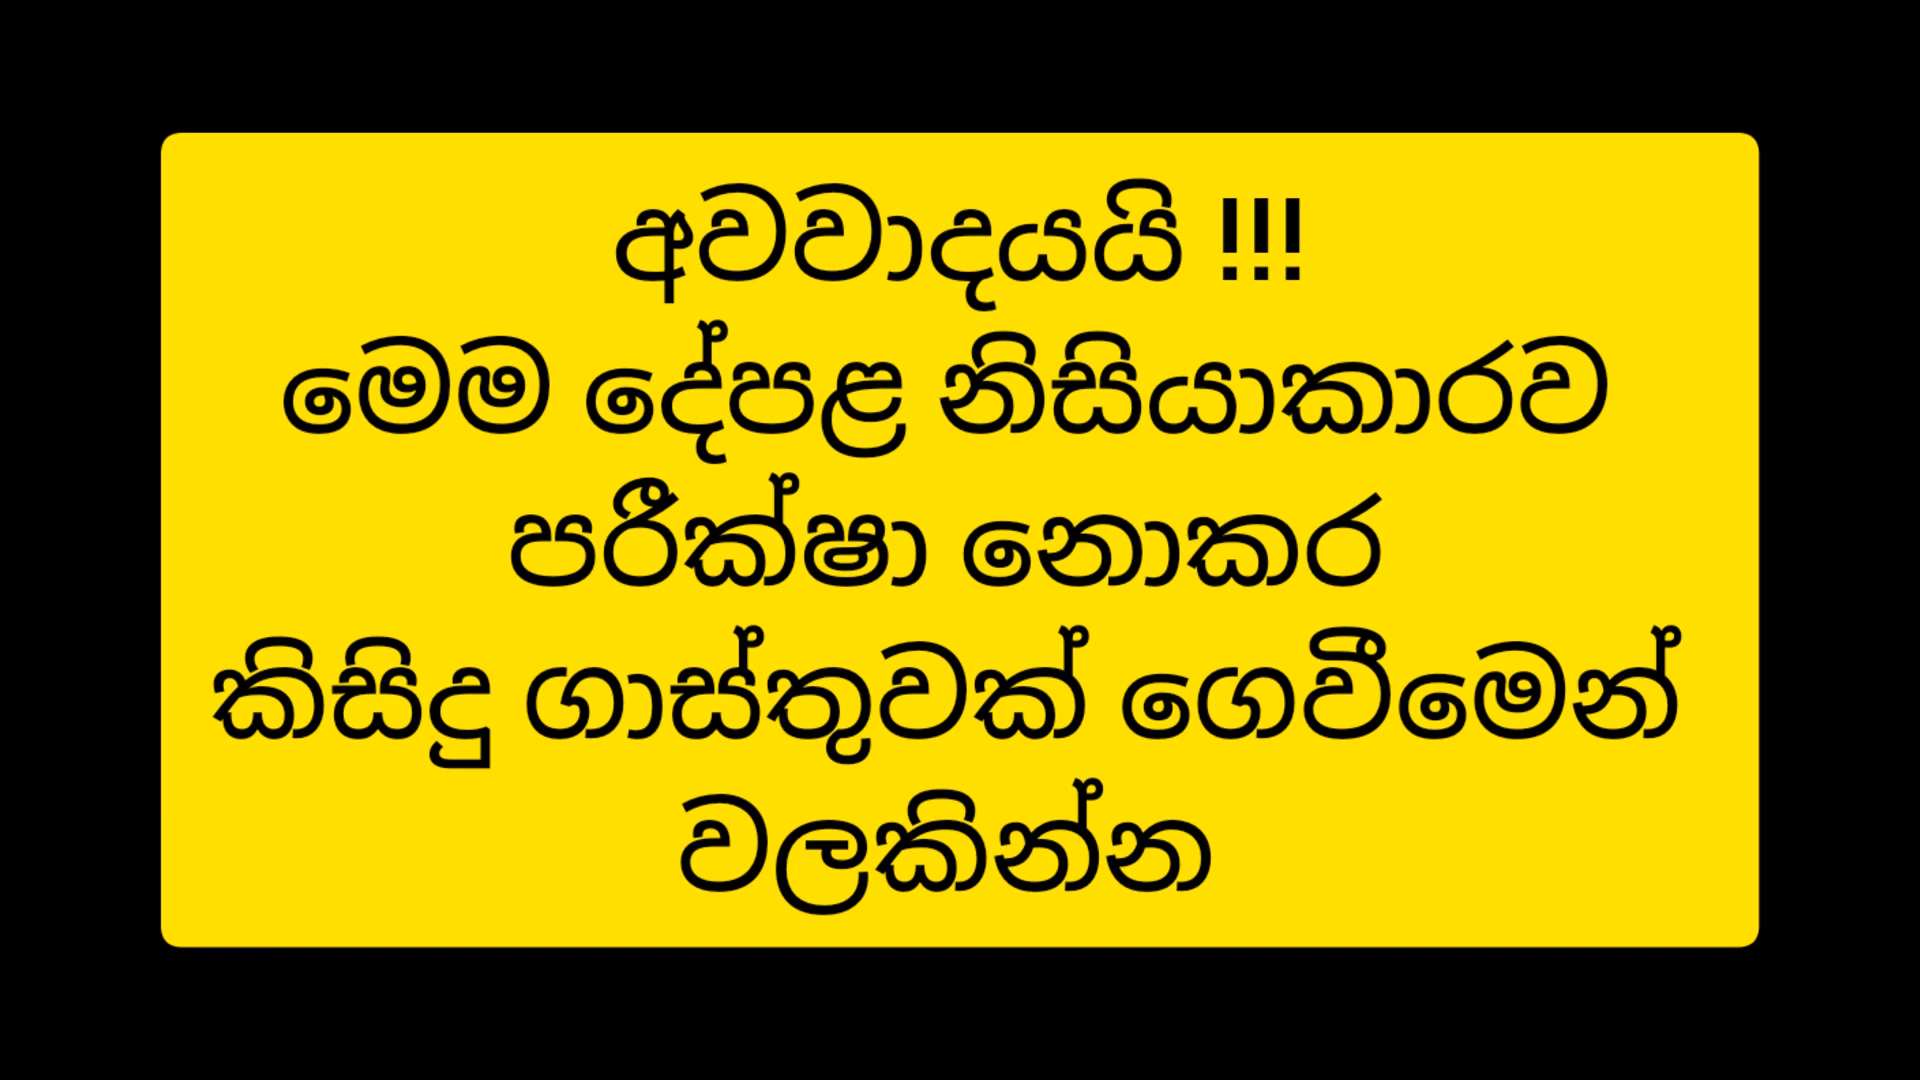 අවවාදයයි !!!
මෙම දේපළ නිසියාකාරව
පරීක්ෂා නොකර
කිසිදු ගාස්තුවක් ගෙවීමෙන්
වලකින්න